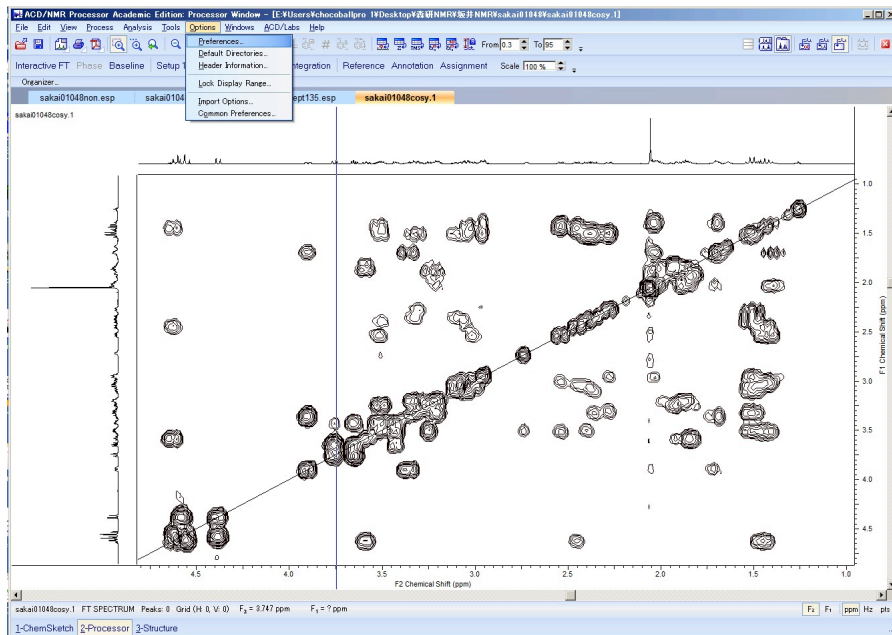 ACD/NMR Processor Academic Edition: Processor Window - [E:¥Users¥chocoballpro 1¥Desktop¥森研NMR¥坂井NMR¥sakai01048¥sakai01048cosy.1]
File Edit View Process Analysis Tools Options Windows ACD/Labs Help
From 0.3 To 95
Interactive FT Phase Baseline Setup 1 ntegration Reference Annotation Assignment Scale 100 %
Preferences...
Default Directories...
Header Information...
Lock Display Range...
Import Options...
Common Preferences...
Organizer...
sakai01048non.esp sakai0104 ept135.esp sakai01048cosy.1
sakai01048cosy.1
1.0
1.5
2.0
2.5
3.0
3.5
4.0
4.5
F1 Chemical Shift (ppm)
4.5 4.0 3.5 3.0 2.5 2.0 1.5 1.0
F2 Chemical Shift (ppm)
sakai01048cosy.1 FT SPECTRUM Peaks: 0 Grid (H: 0, V: 0) F2 = 3.747 ppm F1 = ? ppm F2 F1 ppm Hz pts
1-ChemSketch 2-Processor 3-Structure